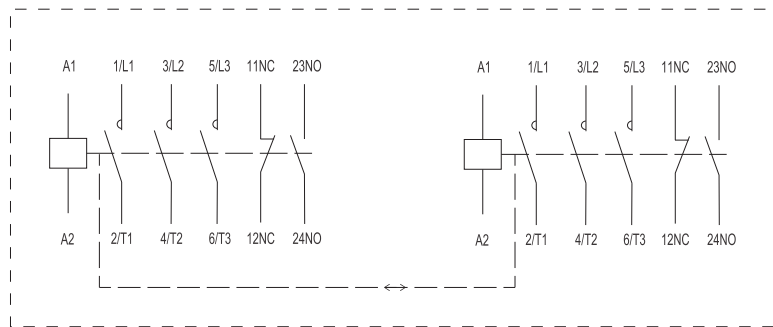 A1 1/L1 3/L2 5/L3 11NC 23NO
A1 1/L1 3/L2 5/L3 11NC 23NO
A2 2/T1 4/T2 6/T3 12NC 24NO
A2 2/T1 4/T2 6/T3 12NC 24NO